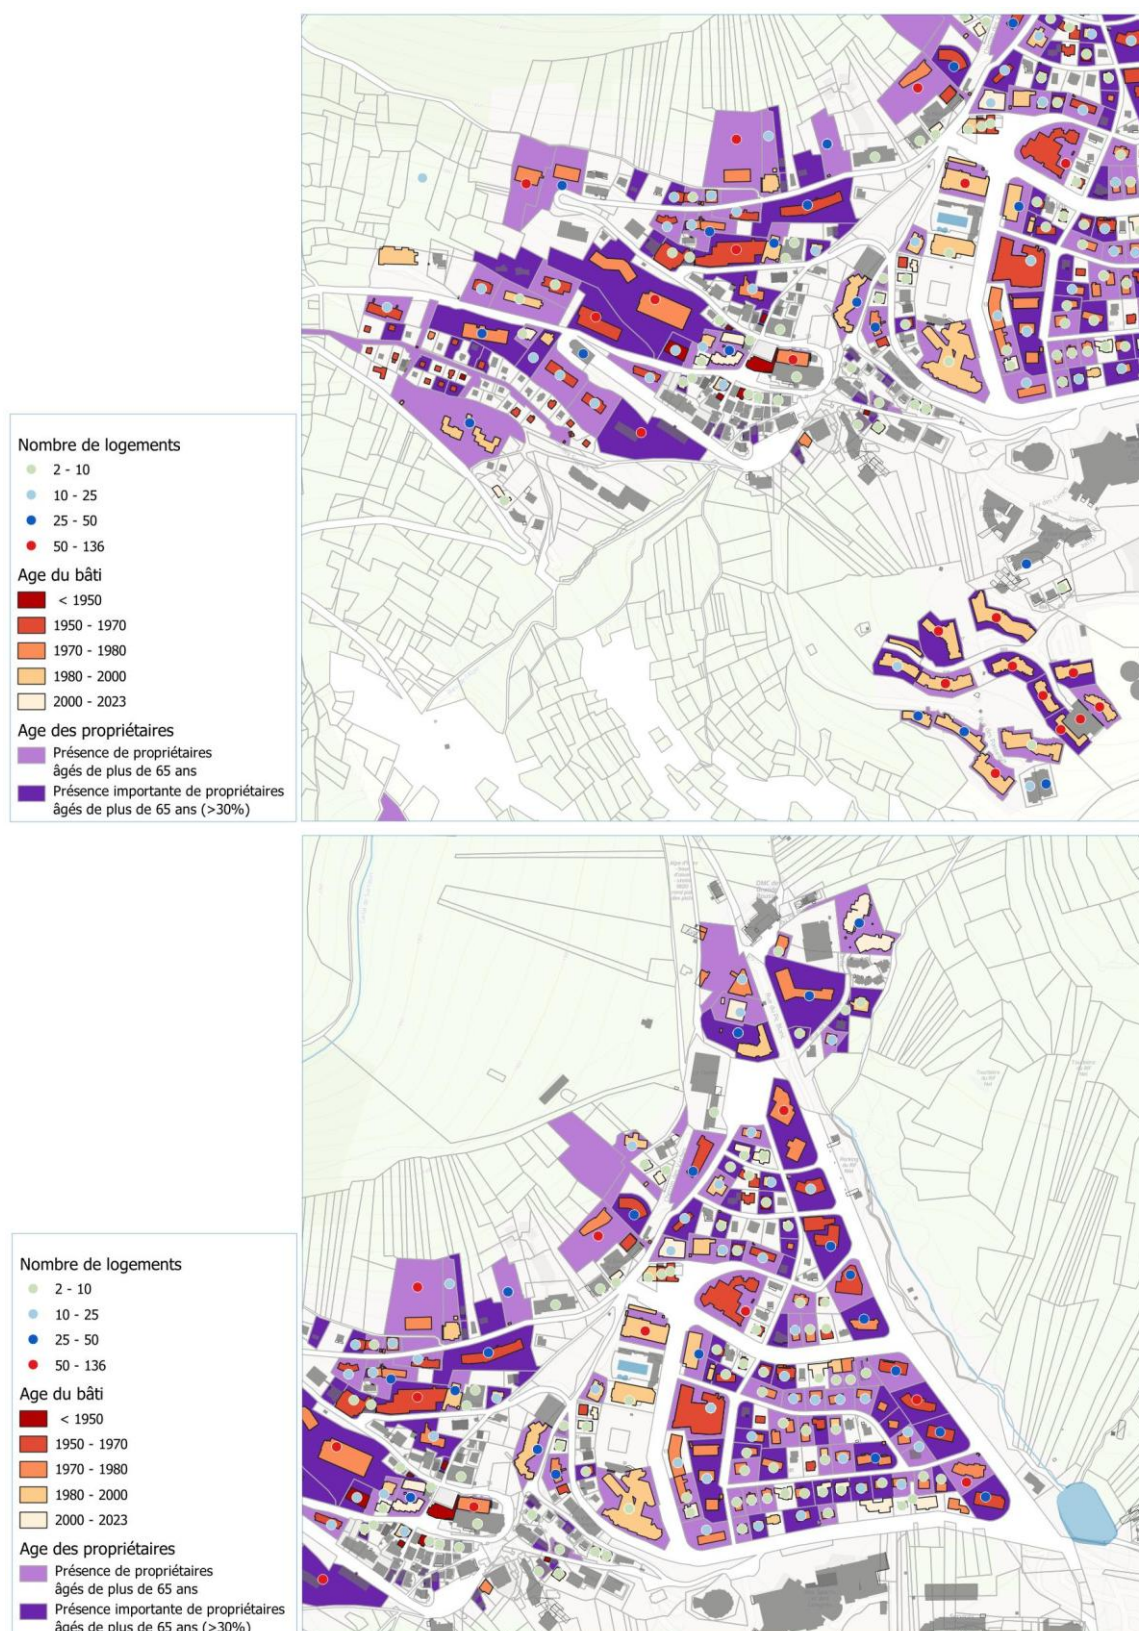 Nombre de logements
2 - 10
10 - 25
25 - 50
50 - 136
Age du bâti
< 1950
1950 - 1970
1970 - 1980
1980 - 2000
2000 - 2023
Age des propriétaires
Présence de propriétaires
âgés de plus de 65 ans
Présence importante de propriétaires
âgés de plus de 65 ans (>30%)
Nombre de logements
2 - 10
10 - 25
25 - 50
50 - 136
Age du bâti
< 1950
1950 - 1970
1970 - 1980
1980 - 2000
2000 - 2023
Age des propriétaires
Présence de propriétaires
âgés de plus de 65 ans
Présence importante de propriétaires
âgés de plus de 65 ans (>30%)